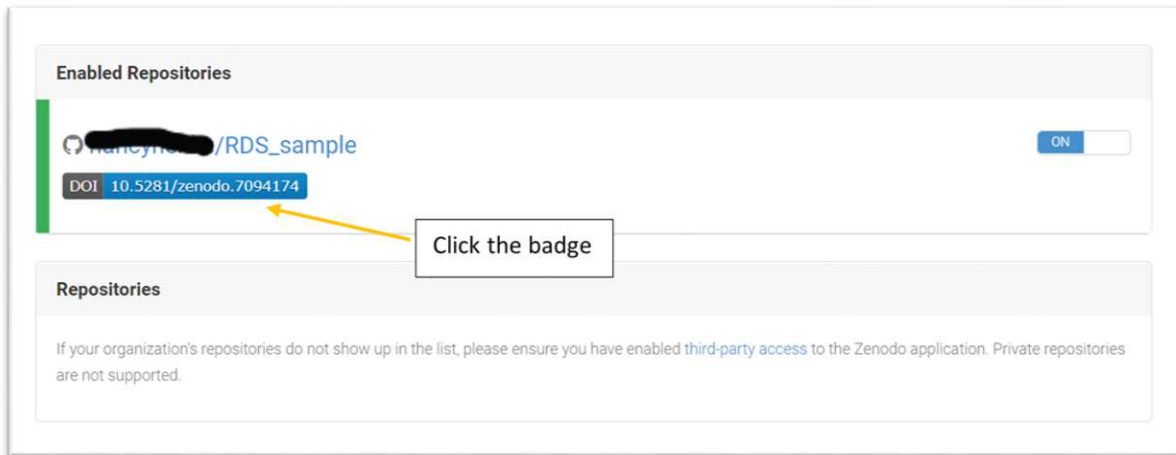 Enabled Repositories
/RDS_sample
ON
DOI 10.5281/zenodo.7094174
Click the badge
Repositories
If your organization's repositories do not show up in the list, please ensure you have enabled third-party access to the Zenodo application. Private repositories
are not supported.